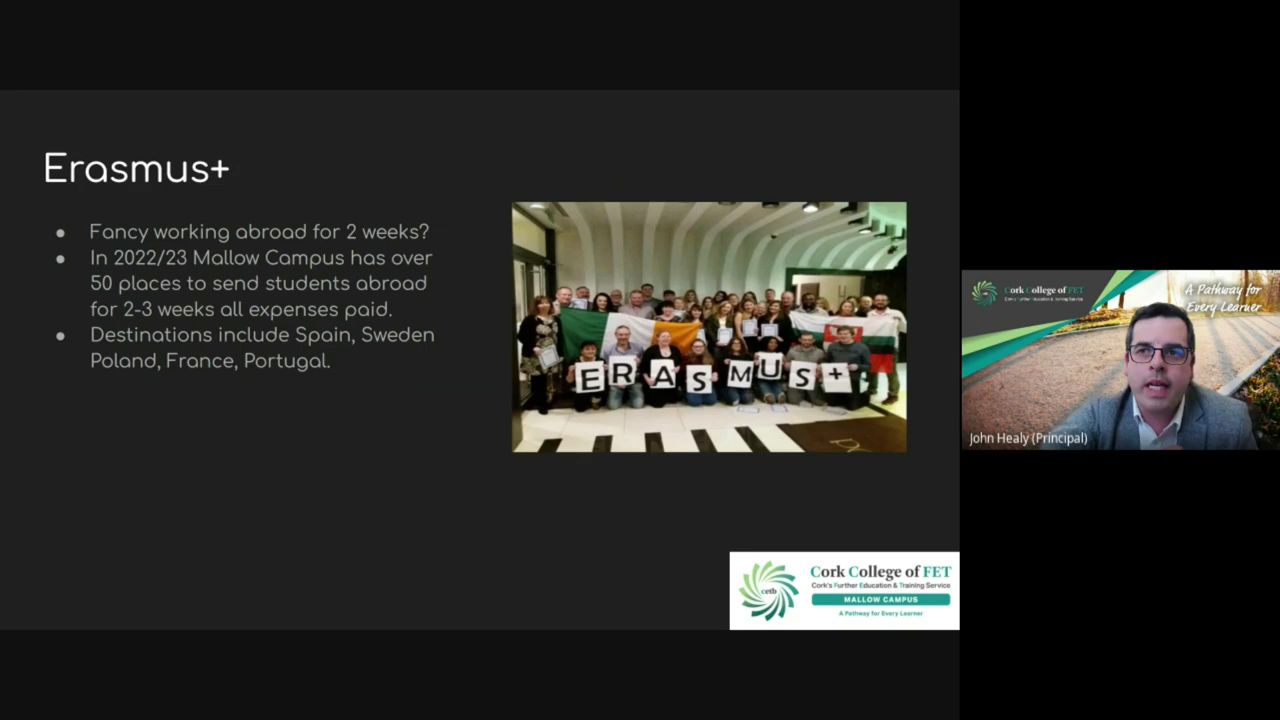 Erasmus+
● Fancy working abroad for 2 weeks?
● In 2022/23 Mallow Campus has over
50 places to send students abroad
for 2-3 weeks all expenses paid.
● Destinations include Spain, Sweden
Poland, France, Portugal.
ERASMUS+
cetb
Cork College of FET
Cork's Further Education & Training Service
MALLOW CAMPUS
A Pathway for Every Learner
Cork College of FET
Cork's Further Education & Training Service
A Pathway for
Every Learner
John Healy (Principal)